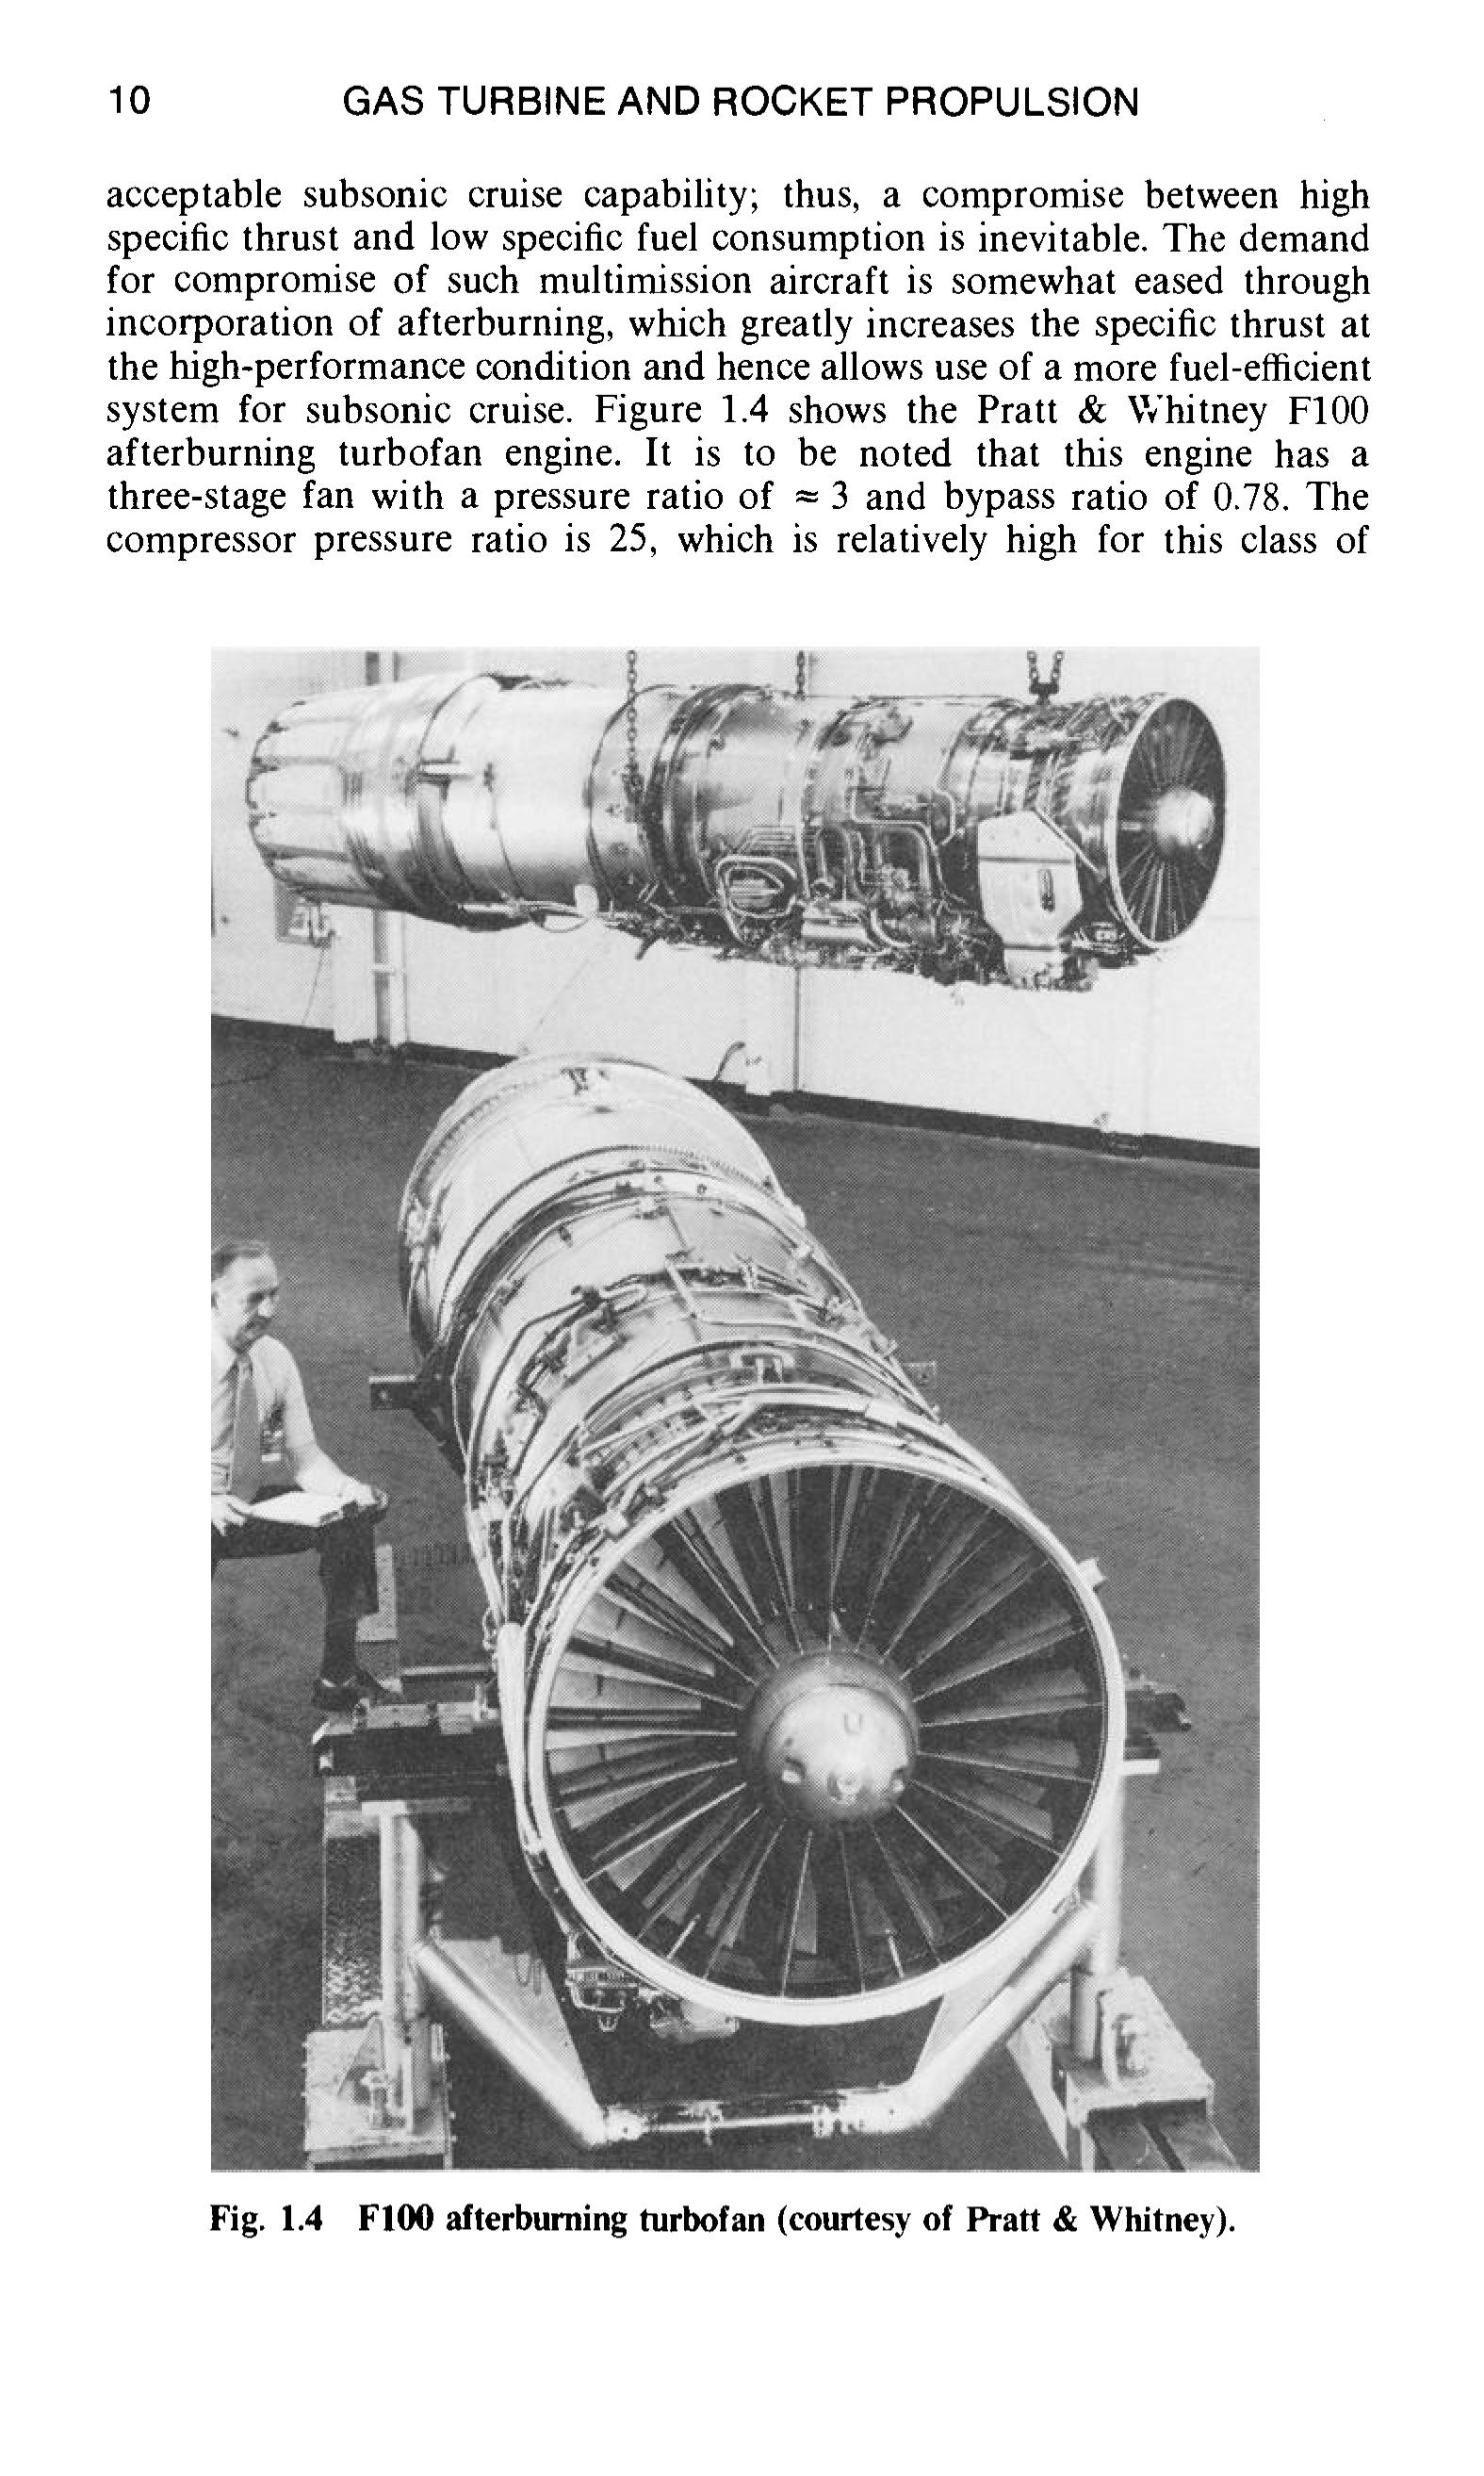 10 GAS TURBINE AND ROCKET PROPULSION
acceptable subsonic cruise capability; thus, a compromise between high
specific thrust and low specific fuel consumption is inevitable. The demand
for compromise of such multimission aircraft is somewhat eased through
incorporation of afterburning, which greatly increases the specific thrust at
the high-performance condition and hence allows use of a more fuel-efficient
system for subsonic cruise. Figure 1.4 shows the Pratt & Whitney F100
afterburning turbofan engine. It is to be noted that this engine has a
three-stage fan with a pressure ratio of ≈ 3 and bypass ratio of 0.78. The
compressor pressure ratio is 25, which is relatively high for this class of
Fig. 1.4 F100 afterburning turbofan (courtesy of Pratt & Whitney).